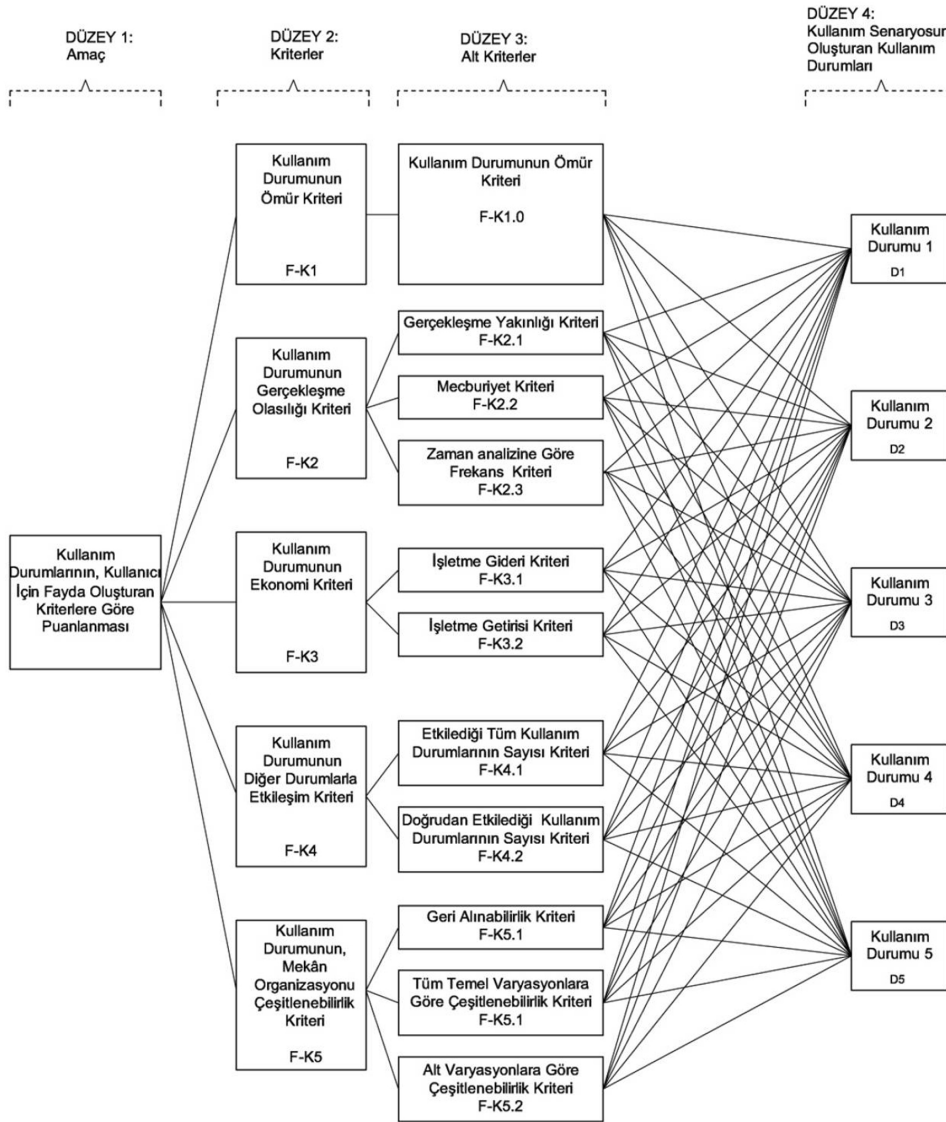 DÜZEY 1:
Amaç
DÜZEY 2:
Kriterler
DÜZEY 3:
Alt Kriterler
DÜZEY 4:
Kullanım Senaryosun
Oluşturan Kullanım
Durumları
Kullanım
Durumlarının, Kullanıcı
İçin Fayda Oluşturan
Kriterlere Göre
Puanlanması
Kullanım
Durumunun
Ömür Kriteri
F-K1
Kullanım
Durumunun
Gerçekleşme
Olasılığı Kriteri
F-K2
Kullanım
Durumunun
Ekonomi Kriteri
F-K3
Kullanım
Durumunun
Diğer Durumlarla
Etkileşim Kriteri
F-K4
Kullanım
Durumunun,
Mekân
Organizasyonu
Çeşitlenebilirlik
Kriteri
F-K5
Kullanım Durumunun Ömür
Kriteri
F-K1.0
Gerçekleşme Yakınlığı Kriteri
F-K2.1
Mecburiyet Kriteri
F-K2.2
Zaman analizine Göre
Frekans Kriteri
F-K2.3
İşletme Gideri Kriteri
F-K3.1
İşletme Getirisi Kriteri
F-K3.2
Etkilediği Tüm Kullanım
Durumlarının Sayısı Kriteri
F-K4.1
Doğrudan Etkilediği Kullanım
Durumlarının Sayısı Kriteri
F-K4.2
Geri Alınabilirlik Kriteri
F-K5.1
Tüm Temel Varyasyonlara
Göre Çeşitlenebilirlik Kriteri
F-K5.1
Alt Varyasyonlara Göre
Çeşitlenebilirlik Kriteri
F-K5.2
Kullanım
Durumu 1
D1
Kullanım
Durumu 2
D2
Kullanım
Durumu 3
D3
Kullanım
Durumu 4
D4
Kullanım
Durumu 5
D5